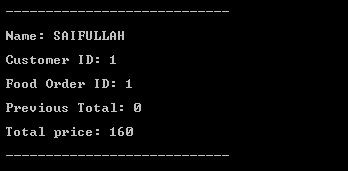 ----------------------------
Name: SAIFULLAH
Customer ID: 1
Food Order ID: 1
Previous Total: 0
Total price: 160
----------------------------